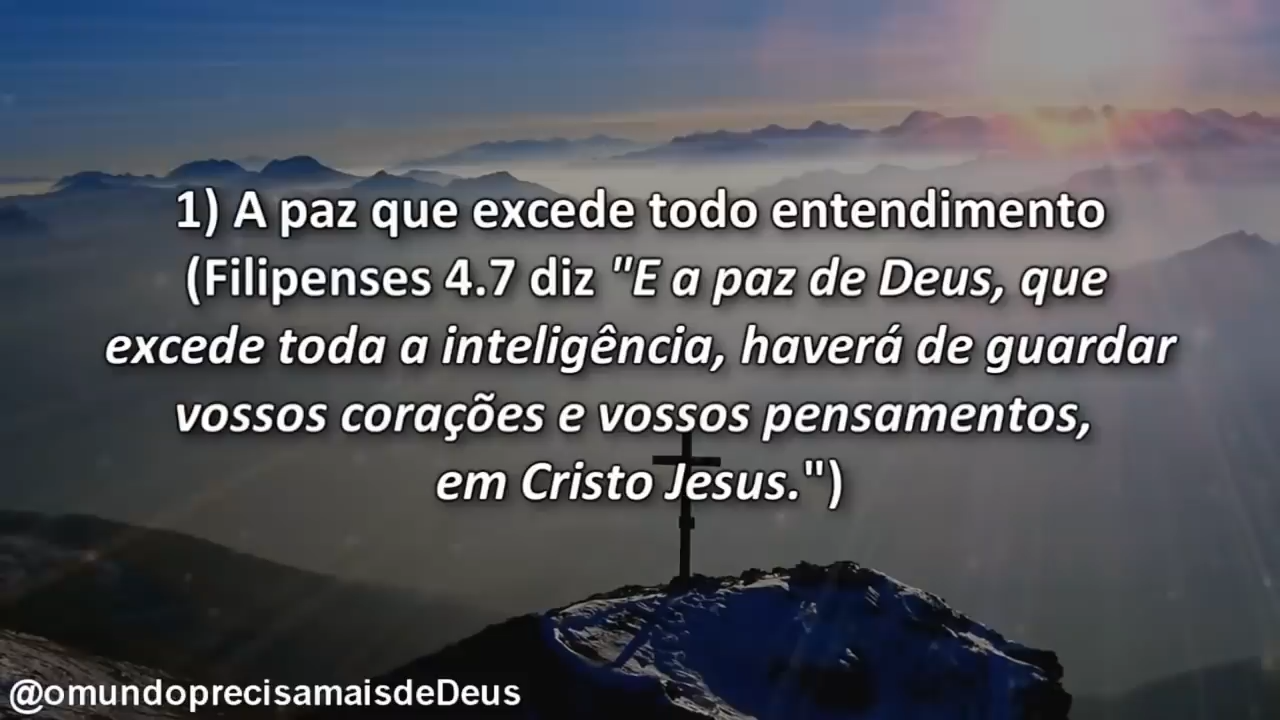 1) A paz que excede todo entendimento
(Filipenses 4.7 diz "E a paz de Deus, que
excede toda a inteligência, haverá de guardar
vossos corações e vossos pensamentos,
em Cristo Jesus.")
@omundoprecisamaisdeDeus